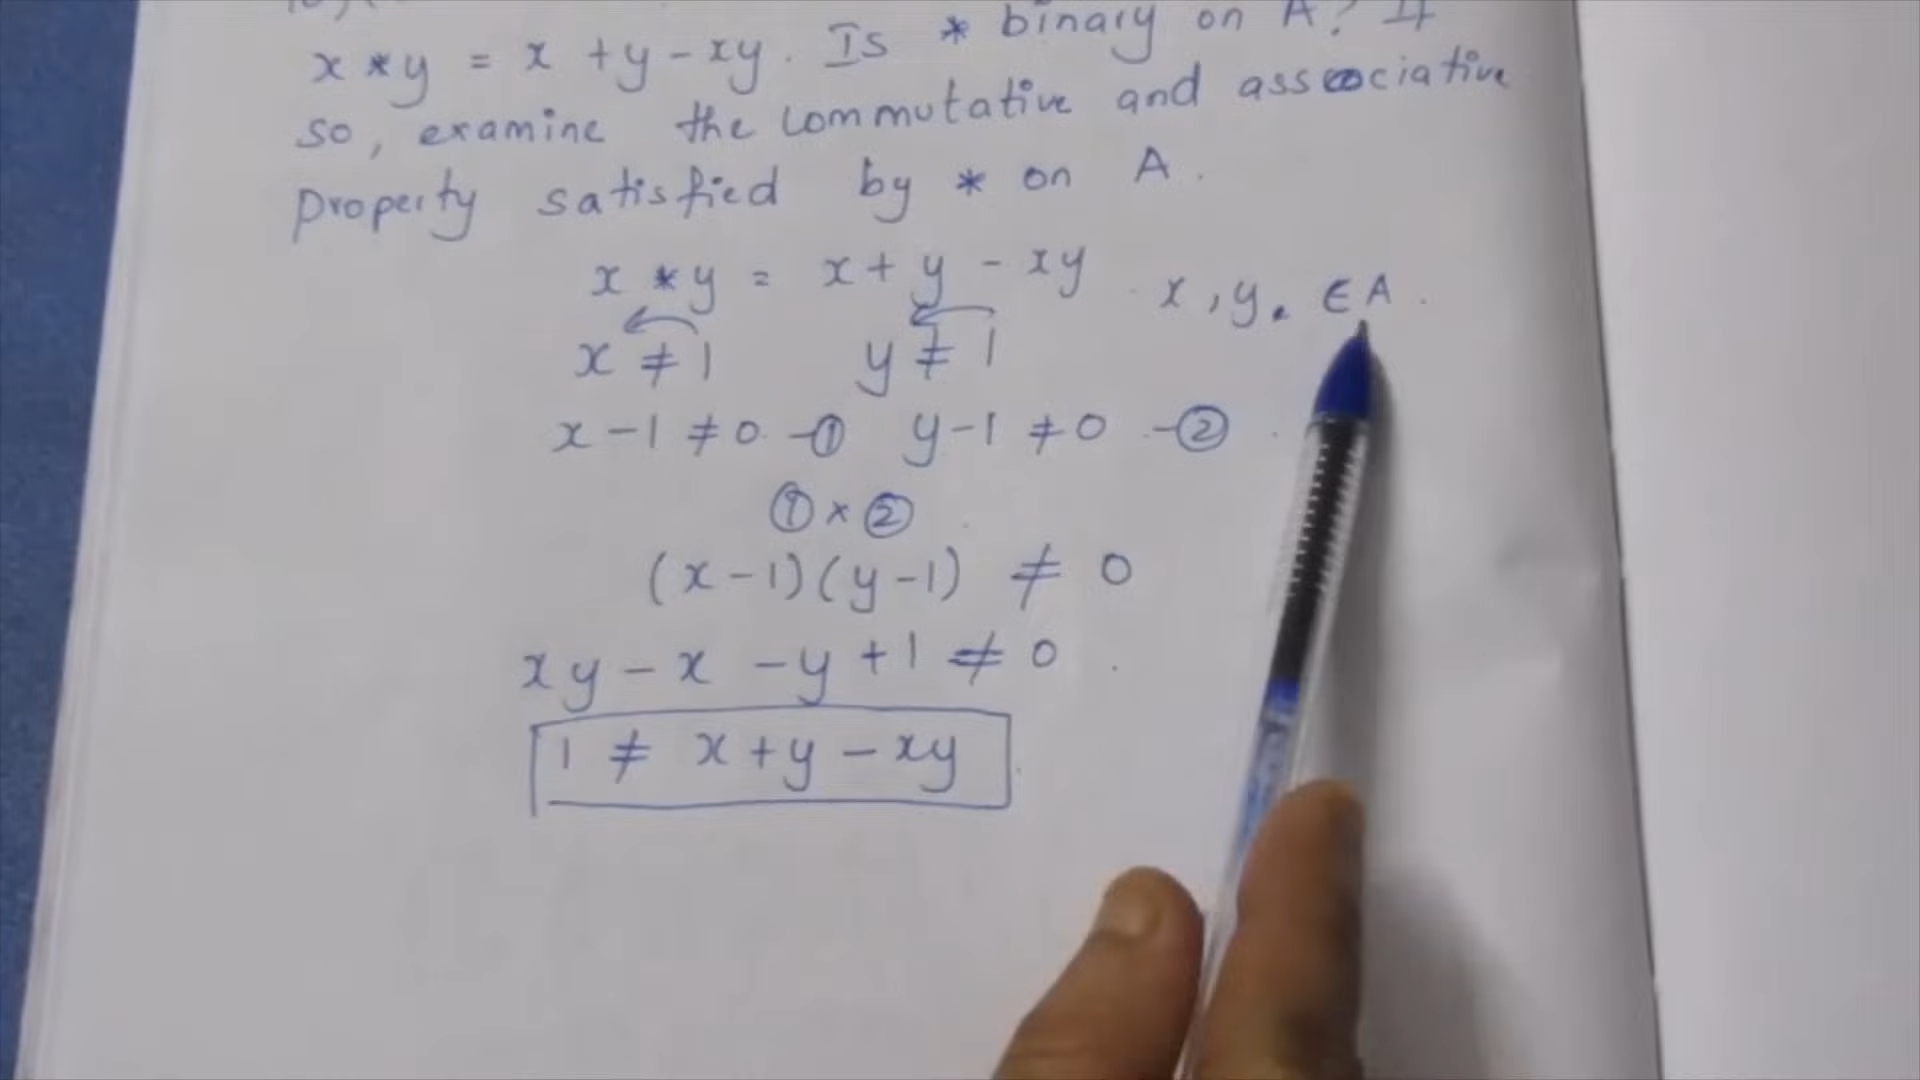 x * y = x + y - xy. Is * binary on A? If
so, examine the commutative and associative
property satisfied by * on A.
x * y = x + y - xy x, y. ∈ A.
x ≠ 1 y ≠ 1
x - 1 ≠ 0 - ① y - 1 ≠ 0 - ②
① × ②
(x - 1)(y - 1) ≠ 0
xy - x - y + 1 ≠ 0
1 ≠ x + y - xy